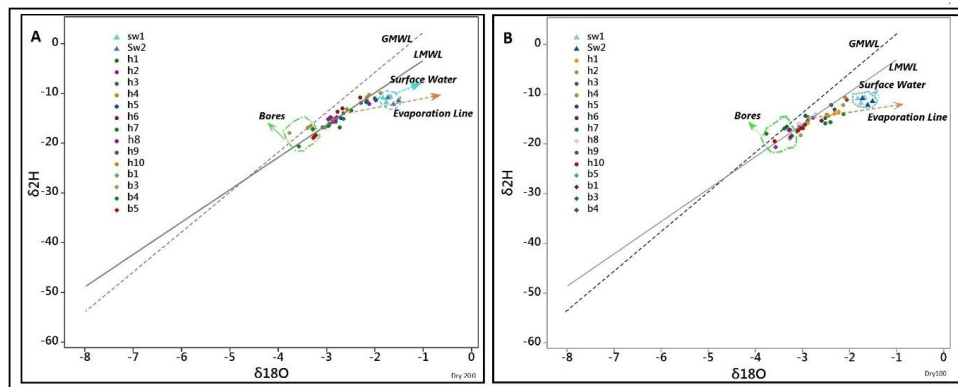 A
GMWL
LMWL
Surface Water
Evaporation Line
Bores
sw1
Sw2
h1
h2
h3
h4
h5
h6
h7
h8
h9
h10
b1
b3
b4
b5
δ2H
0
-10
-20
-30
-40
-50
-60
-8
-7
-6
-5
-4
-3
-2
-1
0
δ18O
Dry 200
B
GMWL
LMWL
Surface Water
Evaporation Line
Bores
sw1
Sw2
h1
h2
h3
h4
h5
h6
h7
h8
h9
h10
b5
b1
b3
b4
δ2H
0
-10
-20
-30
-40
-50
-60
-8
-7
-6
-5
-4
-3
-2
-1
0
δ18O
Dry100